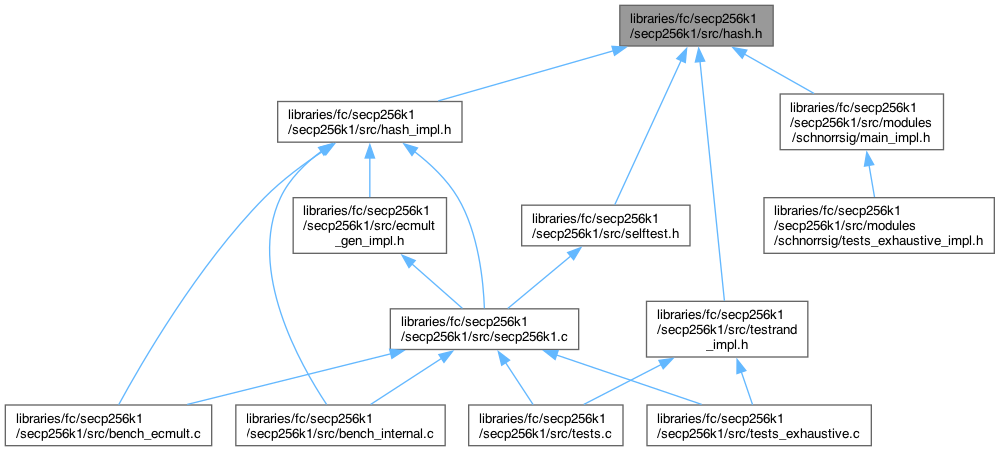 libraries/fc/secp256k1
/secp256k1/src/hash.h
libraries/fc/secp256k1
/secp256k1/src/hash_impl.h
libraries/fc/secp256k1
/secp256k1/src/modules
/schnorrsig/main_impl.h
libraries/fc/secp256k1
/secp256k1/src/ecmult
_gen_impl.h
libraries/fc/secp256k1
/secp256k1/src/selftest.h
libraries/fc/secp256k1
/secp256k1/src/modules
/schnorrsig/tests_exhaustive_impl.h
libraries/fc/secp256k1
/secp256k1/src/secp256k1.c
libraries/fc/secp256k1
/secp256k1/src/testrand
_impl.h
libraries/fc/secp256k1
/secp256k1/src/bench_ecmult.c
libraries/fc/secp256k1
/secp256k1/src/bench_internal.c
libraries/fc/secp256k1
/secp256k1/src/tests.c
libraries/fc/secp256k1
/secp256k1/src/tests_exhaustive.c